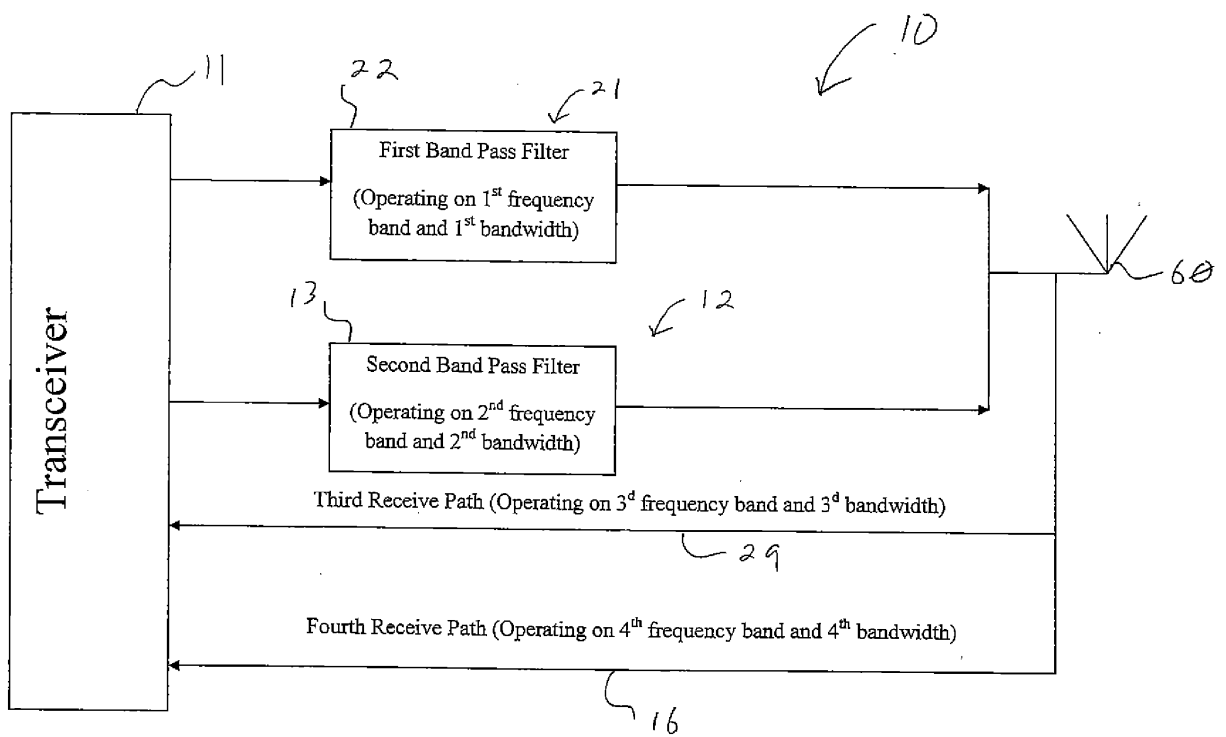 10
11
22
21
First Band Pass Filter
(Operating on 1st frequency
band and 1st bandwidth)
60
13
12
Second Band Pass Filter
(Operating on 2nd frequency
band and 2nd bandwidth)
Transceiver
Third Receive Path (Operating on 3d frequency band and 3d bandwidth)
29
Fourth Receive Path (Operating on 4th frequency band and 4th bandwidth)
16